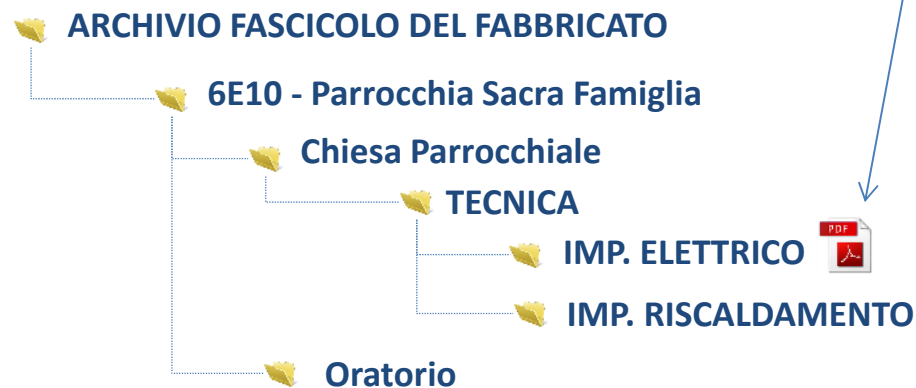 ARCHIVIO FASCICOLO DEL FABBRICATO
6E10 - Parrocchia Sacra Famiglia
Chiesa Parrocchiale
TECNICA
PDF
IMP. ELETTRICO
IMP. RISCALDAMENTO
Oratorio